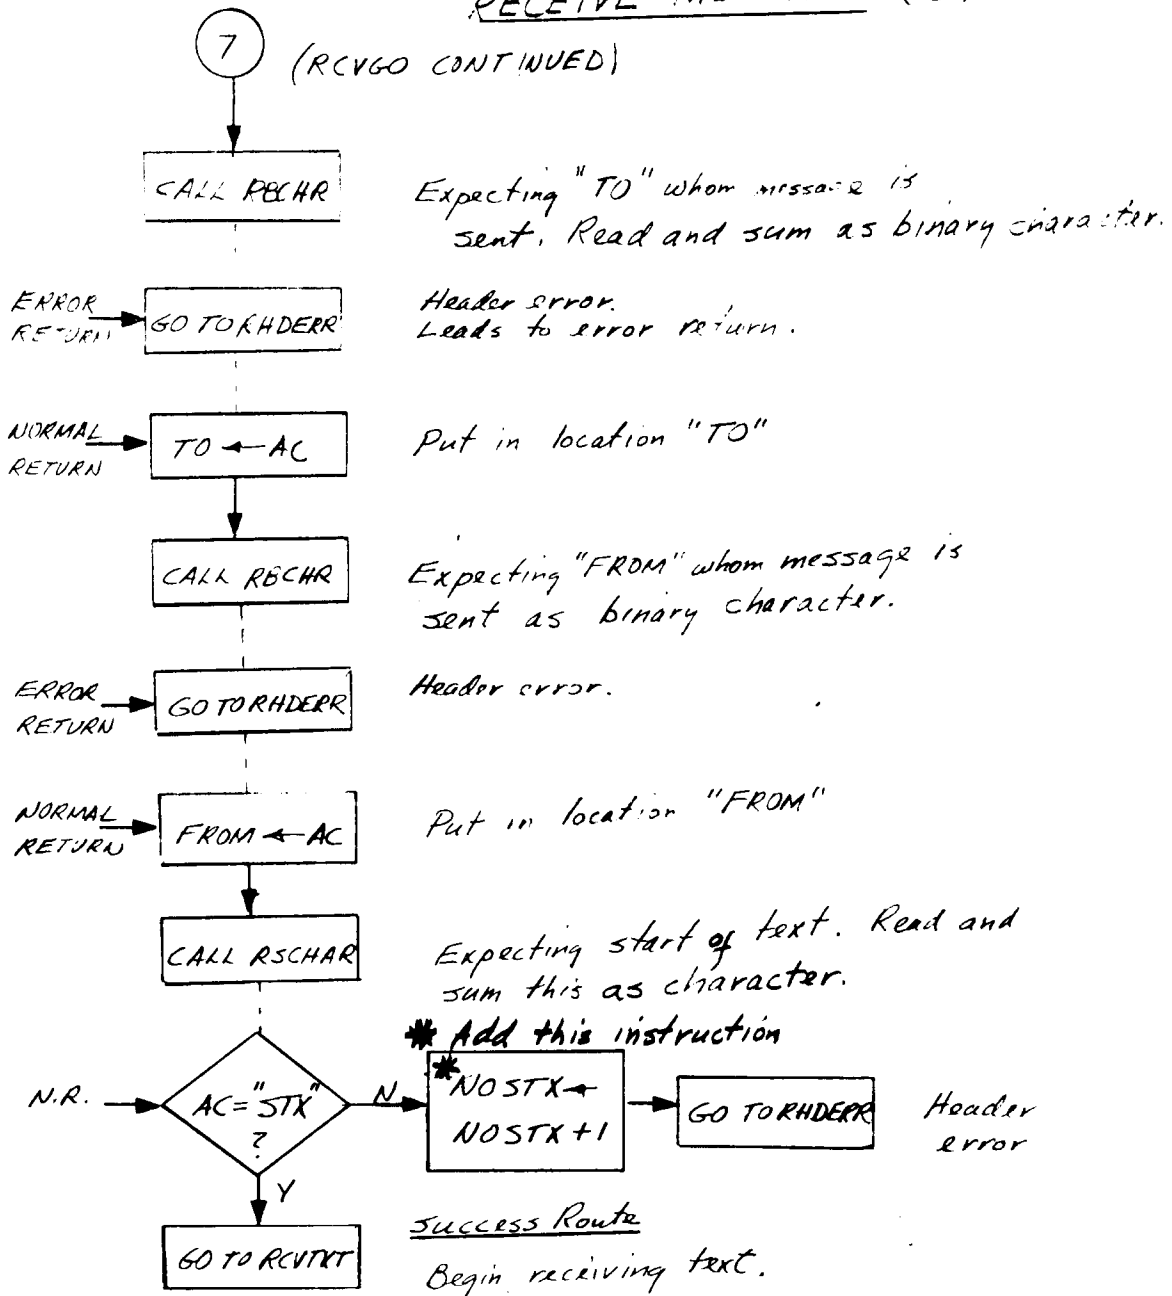 RECEIVE
7
(RCVGO CONTINUED)
CALL RBCHR
Expecting "TO" whom message is
sent. Read and sum as binary character.
ERROR
RETURN
GO TO RHDERR
Header error.
Leads to error return.
NORMAL
RETURN
TO ← AC
Put in location "TO"
CALL RBCHR
Expecting "FROM" whom message is
sent as binary character.
ERROR
RETURN
GO TO RHDERR
Header error.
NORMAL
RETURN
FROM ← AC
Put in location "FROM"
CALL RSCHAR
Expecting start of text. Read and
sum this as character.
* Add this instruction
N.R.
AC="STX"
?
N
*
NOSTX ←
NOSTX +1
GO TO RHDERR
Header
error
Y
GO TO RCVTXT
Success Route
Begin receiving text.